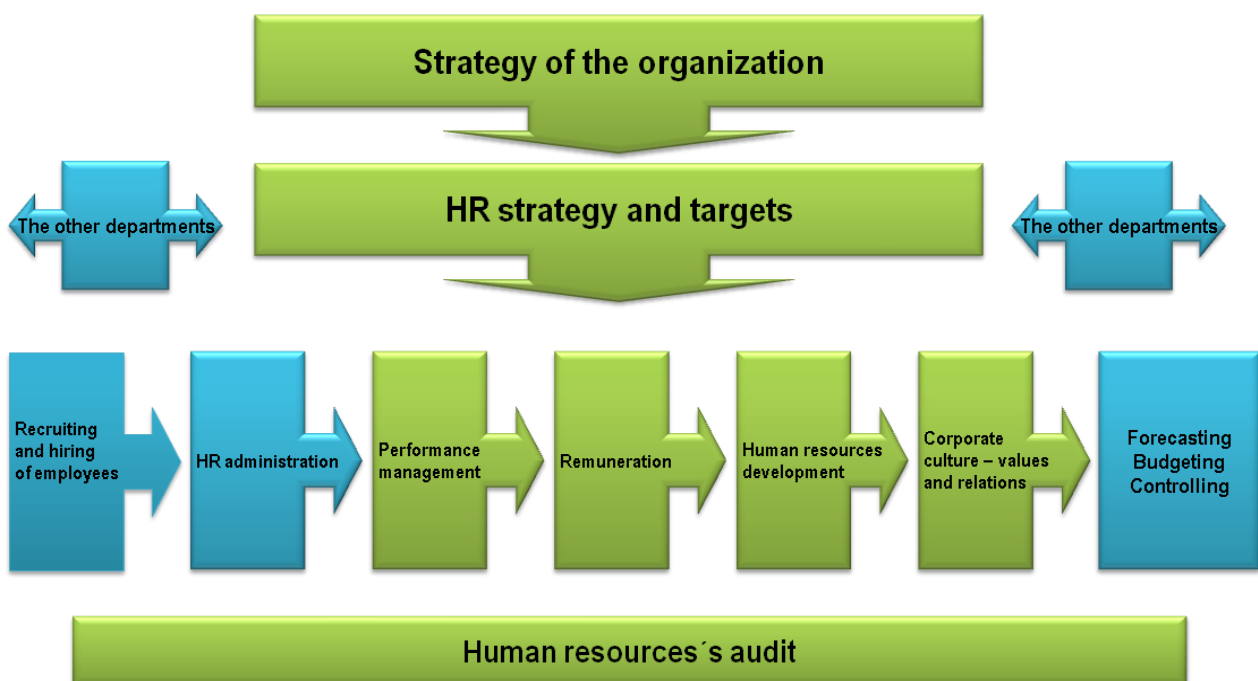 Strategy of the organization
HR strategy and targets
The other departments
The other departments
Recruiting
and hiring
of employees
HR administration
Performance
management
Remuneration
Human resources
development
Corporate
culture – values
and relations
Forecasting
Budgeting
Controlling
Human resources´s audit